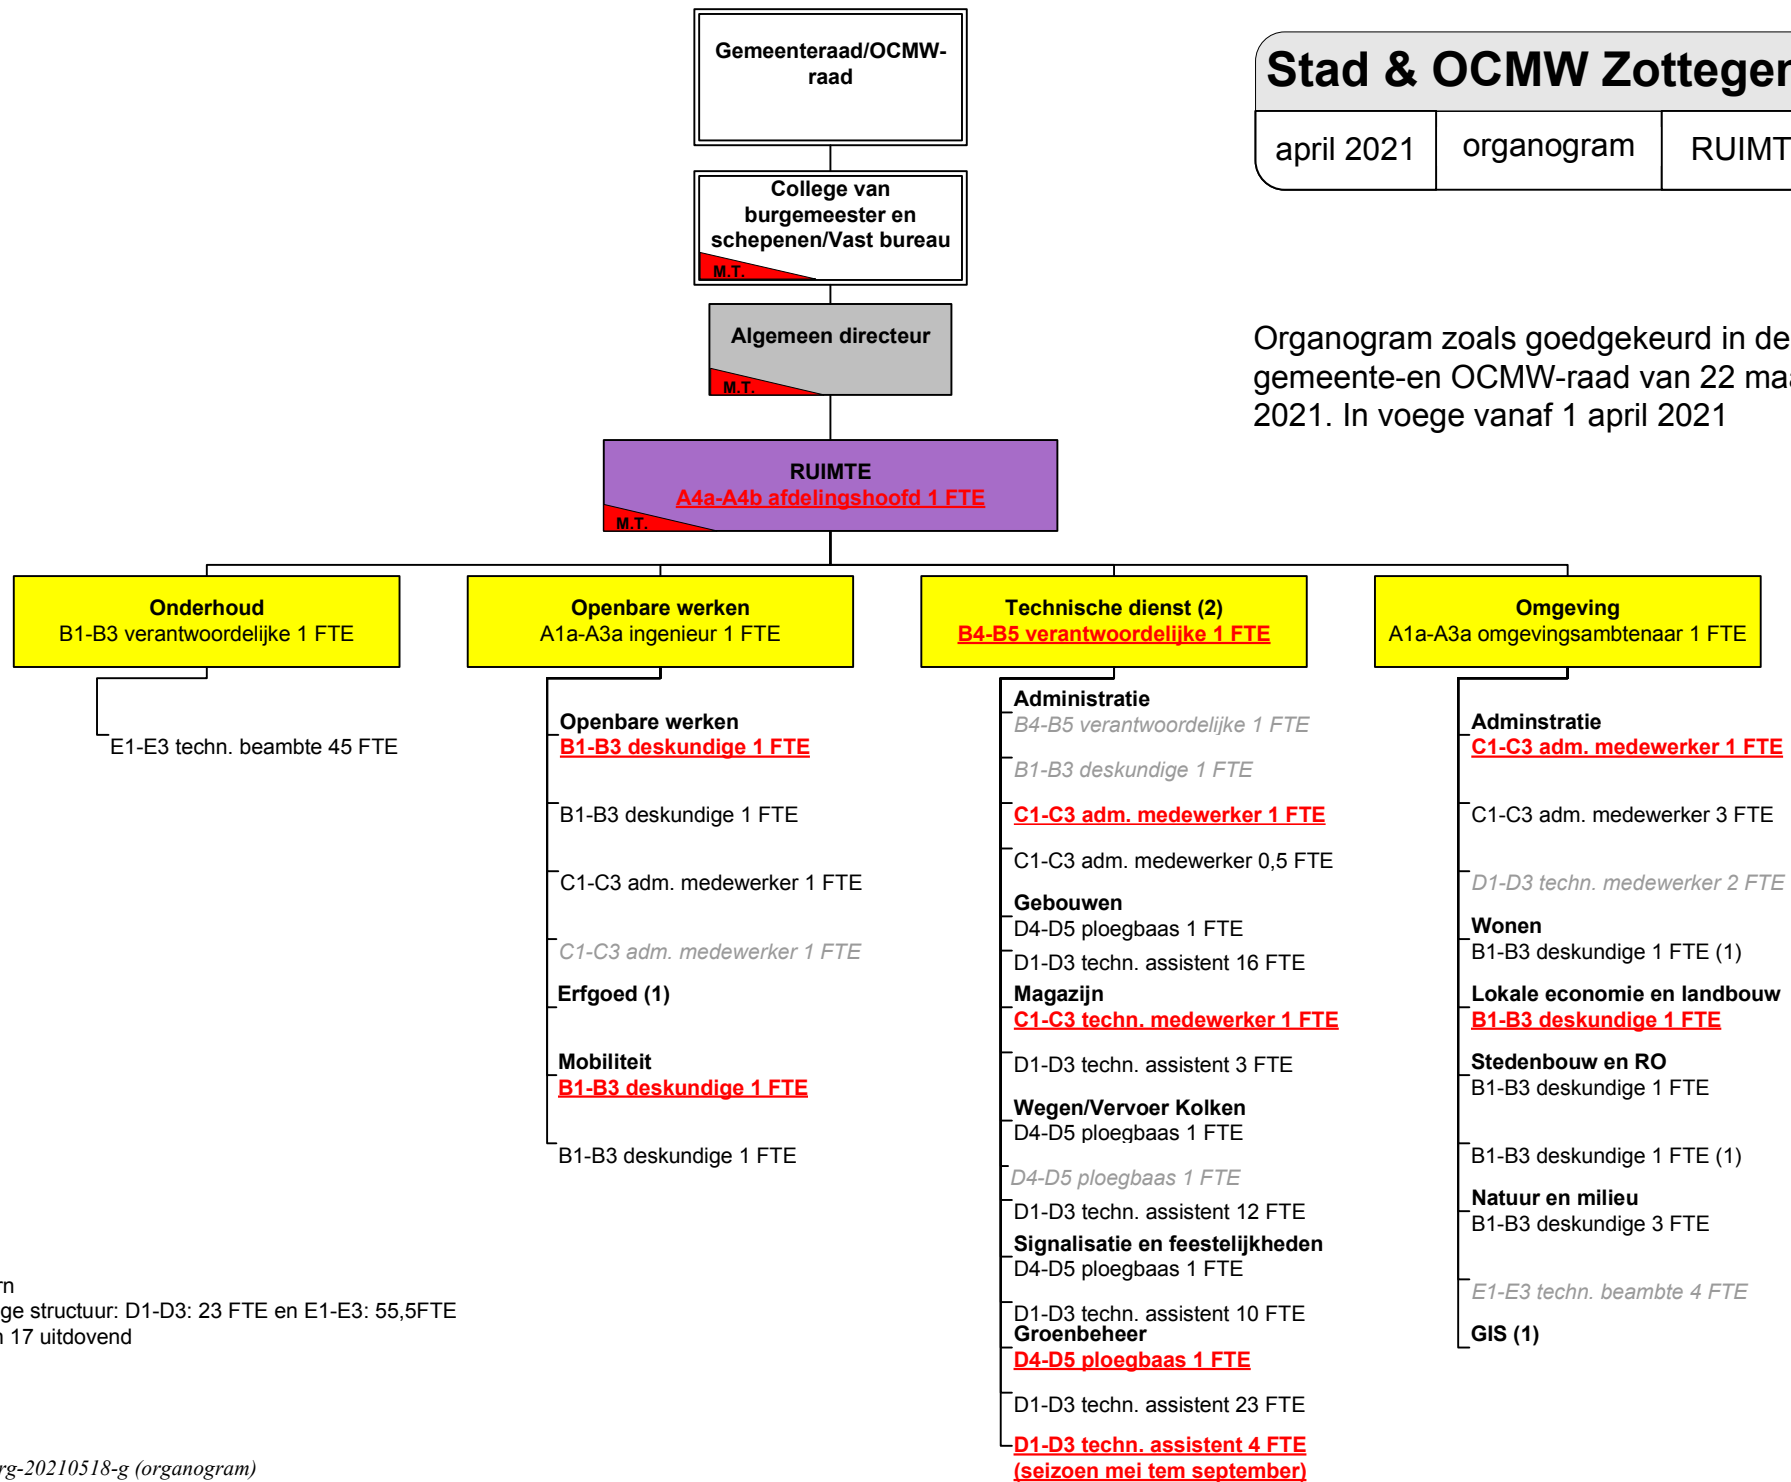 Gemeenteraad/OCMW-
raad
Stad & OCMW Zottegem
april 2021 organogram RUIMT
College van
burgemeester en
schepenen/Vast bureau
M.T.
Algemeen directeur
M.T.
Organogram zoals goedgekeurd in de
gemeente-en OCMW-raad van 22 maa
2021. In voege vanaf 1 april 2021
RUIMTE
A4a-A4b afdelingshoofd 1 FTE
M.T.
Onderhoud
B1-B3 verantwoordelijke 1 FTE
E1-E3 techn. beambte 45 FTE
Openbare werken
A1a-A3a ingenieur 1 FTE
Openbare werken
B1-B3 deskundige 1 FTE
B1-B3 deskundige 1 FTE
C1-C3 adm. medewerker 1 FTE
C1-C3 adm. medewerker 1 FTE
Erfgoed (1)
Mobiliteit
B1-B3 deskundige 1 FTE
B1-B3 deskundige 1 FTE
Technische dienst (2)
B4-B5 verantwoordelijke 1 FTE
Administratie
B4-B5 verantwoordelijke 1 FTE
B1-B3 deskundige 1 FTE
C1-C3 adm. medewerker 1 FTE
C1-C3 adm. medewerker 0,5 FTE
Gebouwen
D4-D5 ploegbaas 1 FTE
D1-D3 techn. assistent 16 FTE
Magazijn
C1-C3 techn. medewerker 1 FTE
D1-D3 techn. assistent 3 FTE
Wegen/Vervoer Kolken
D4-D5 ploegbaas 1 FTE
D4-D5 ploegbaas 1 FTE
D1-D3 techn. assistent 12 FTE
Signalisatie en feestelijkheden
D4-D5 ploegbaas 1 FTE
D1-D3 techn. assistent 10 FTE
Groenbeheer
D4-D5 ploegbaas 1 FTE
D1-D3 techn. assistent 23 FTE
D1-D3 techn. assistent 4 FTE
(seizoen mei tem september)
Omgeving
A1a-A3a omgevingsambtenaar 1 FTE
Adminstratie
C1-C3 adm. medewerker 1 FTE
C1-C3 adm. medewerker 3 FTE
D1-D3 techn. medewerker 2 FTE
Wonen
B1-B3 deskundige 1 FTE (1)
Lokale economie en landbouw
B1-B3 deskundige 1 FTE
Stedenbouw en RO
B1-B3 deskundige 1 FTE
B1-B3 deskundige 1 FTE (1)
Natuur en milieu
B1-B3 deskundige 3 FTE
E1-E3 techn. beambte 4 FTE
GIS (1)
rn
ge structuur: D1-D3: 23 FTE en E1-E3: 55,5FTE
n 17 uitdovend
rg-20210518-g (organogram)